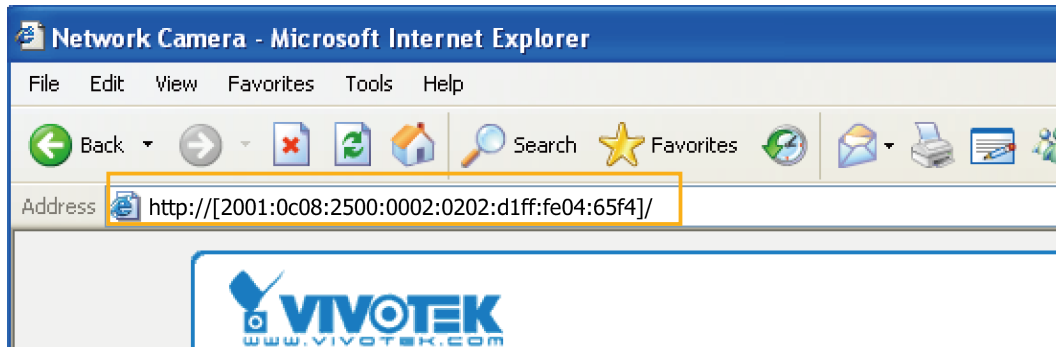 Network Camera - Microsoft Internet Explorer
File Edit View Favorites Tools Help
Back Search Favorites
Address http://[2001:0c08:2500:0002:0202:d1ff:fe04:65f4]/
VIVOTEK
www.vivotek.com